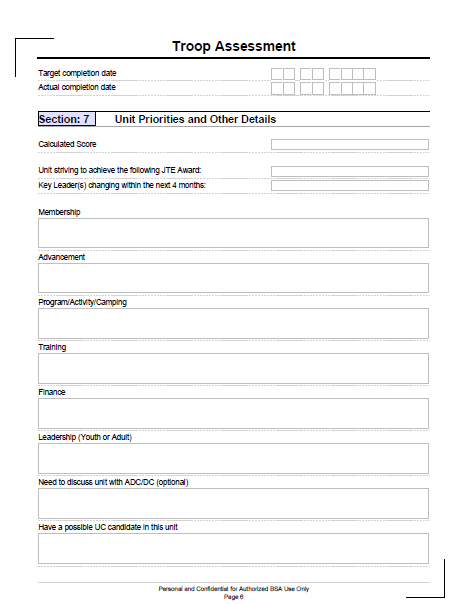 Troop Assessment
Target completion date
Actual completion date
Section: 7 Unit Priorities and Other Details
Calculated Score
Unit striving to achieve the following JTE Award:
Key Leader(s) changing within the next 4 months:
Membership
Advancement
Program/Activity/Camping
Training
Finance
Leadership (Youth or Adult)
Need to discuss unit with ADC/DC (optional)
Have a possible UC candidate in this unit
Personal and Confidential for Authorized BSA Use Only
Page 6